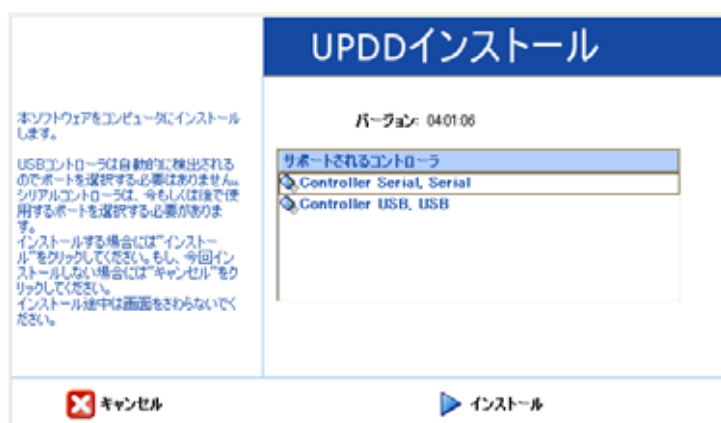 UPDDインストール
本ソフトウェアをコンピュータにインストール
します。
USBコントローラは自動的に検出される
のでポートを選択する必要はありません。
シリアルコントローラは、今もしくは後で使
用するポートを選択する必要がありま
す。
インストールする場合には"インストー
ル"をクリックしてください。もし、今回イン
ストールしない場合には"キャンセル"をク
リックしてください。
インストール途中は画面をさわらないでく
ださい。
バージョン: 04.01.06
サポートされるコントローラ
Controller Serial, Serial
Controller USB, USB
キャンセル
インストール